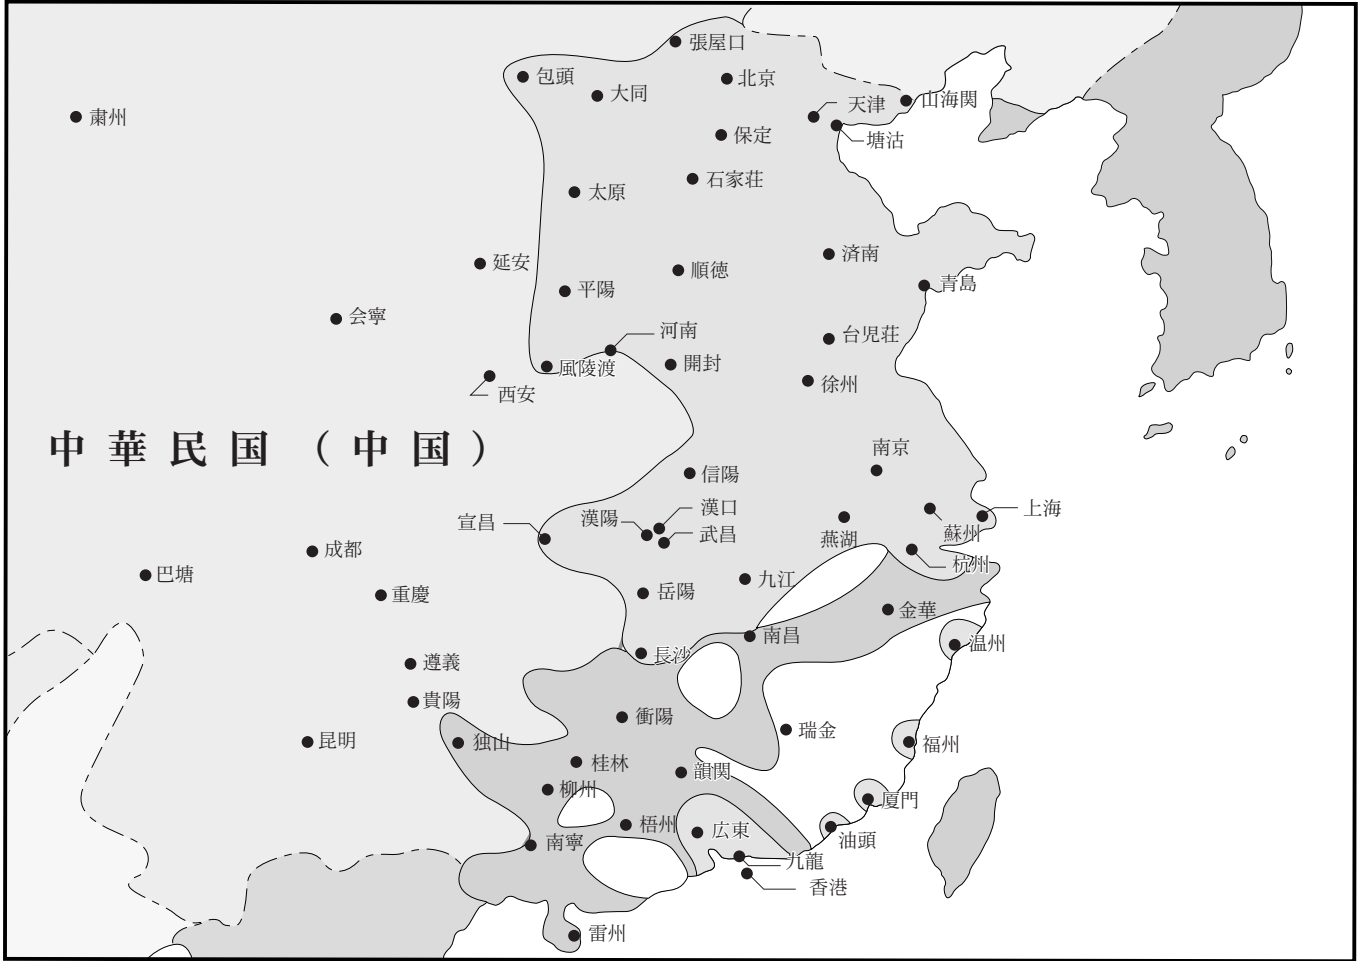 張屋口
包頭
北京
大同
天津
山海関
肅州
保定
塘沽
石家荘
太原
済南
延安
順徳
青島
平陽
会寧
河南
台児荘
開封
風陵渡
徐州
西安
中華民国（中国）
南京
信陽
漢口
上海
宣昌
漢陽
武昌
燕湖
蘇州
成都
杭州
巴塘
九江
重慶
岳陽
金華
南昌
温州
長沙
遵義
貴陽
衝陽
瑞金
昆明
独山
福州
桂林
韻関
柳州
厦門
梧州
広東
油頭
南寧
九龍
香港
雷州